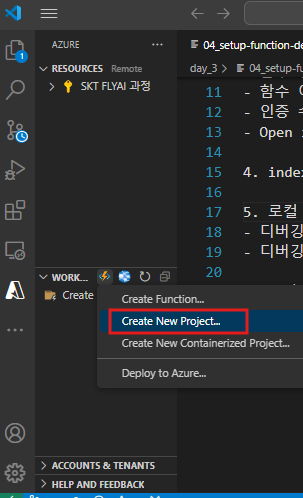 AZURE
04_setup-function-de
RESOURCES Remote
day_3
04_setup-fu
SKT FLYAI 과정
11 - 함수
12 - 인증
13 - Open
14
15 4. index
16
17 5. 로컬
18 - 디버깅
19 - 디버깅
20
WORK...
Create
Create Function...
Create New Project...
Create New Containerized Project...
Deploy to Azure...
ACCOUNTS & TENANTS
HELP AND FEEDBACK